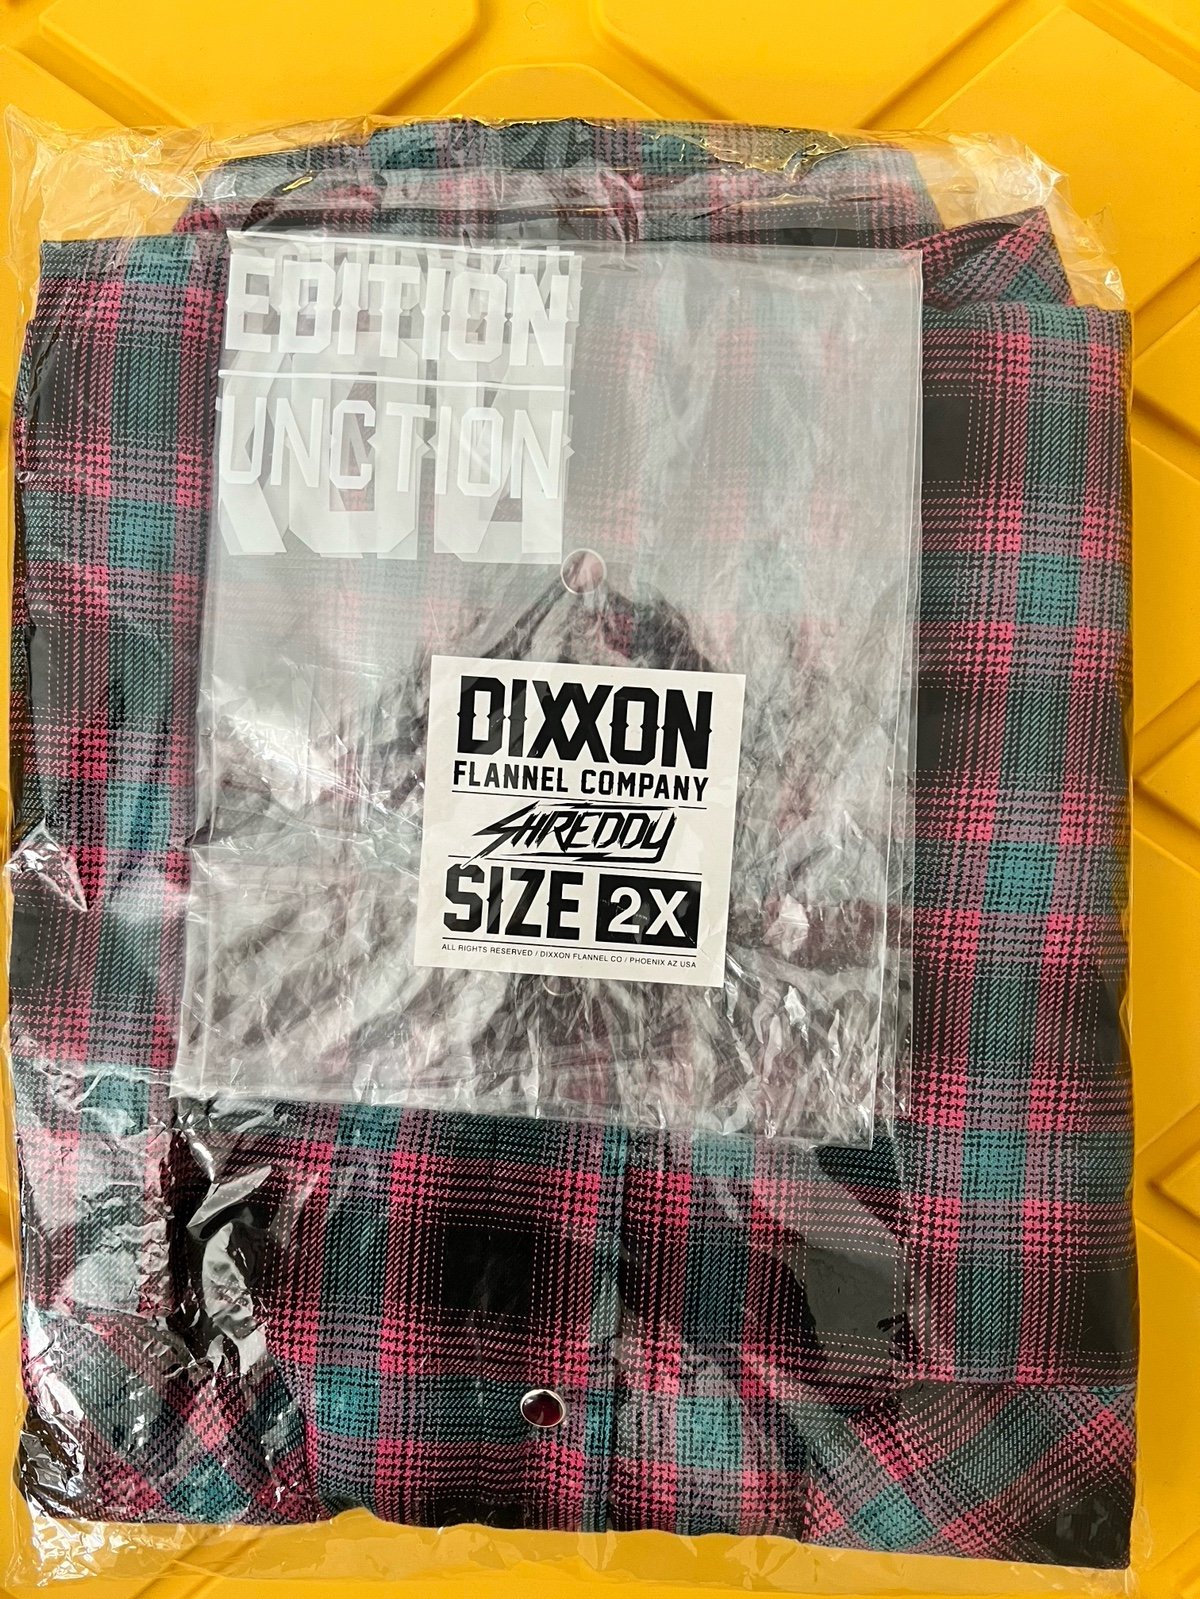 EDITION
UNCTION
DIXXON
FLANNEL COMPANY
SHREDDY
SIZE 2X
ALL RIGHTS RESERVED / DIXXON FLANNEL CO / PHOENIX AZ USA